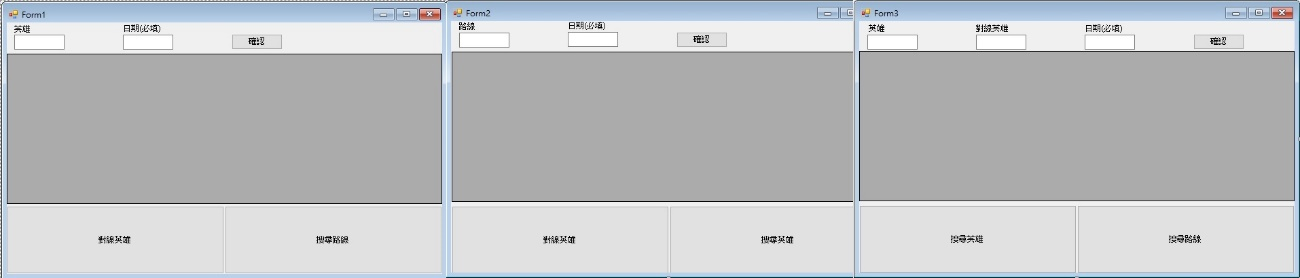 Form1
英雄 日期(必填)
確認
對線英雄 搜尋路線
Form2
路線 日期(必填)
確認
對線英雄 搜尋英雄
Form3
英雄 對線英雄 日期(必填)
確認
搜尋英雄 搜尋路線